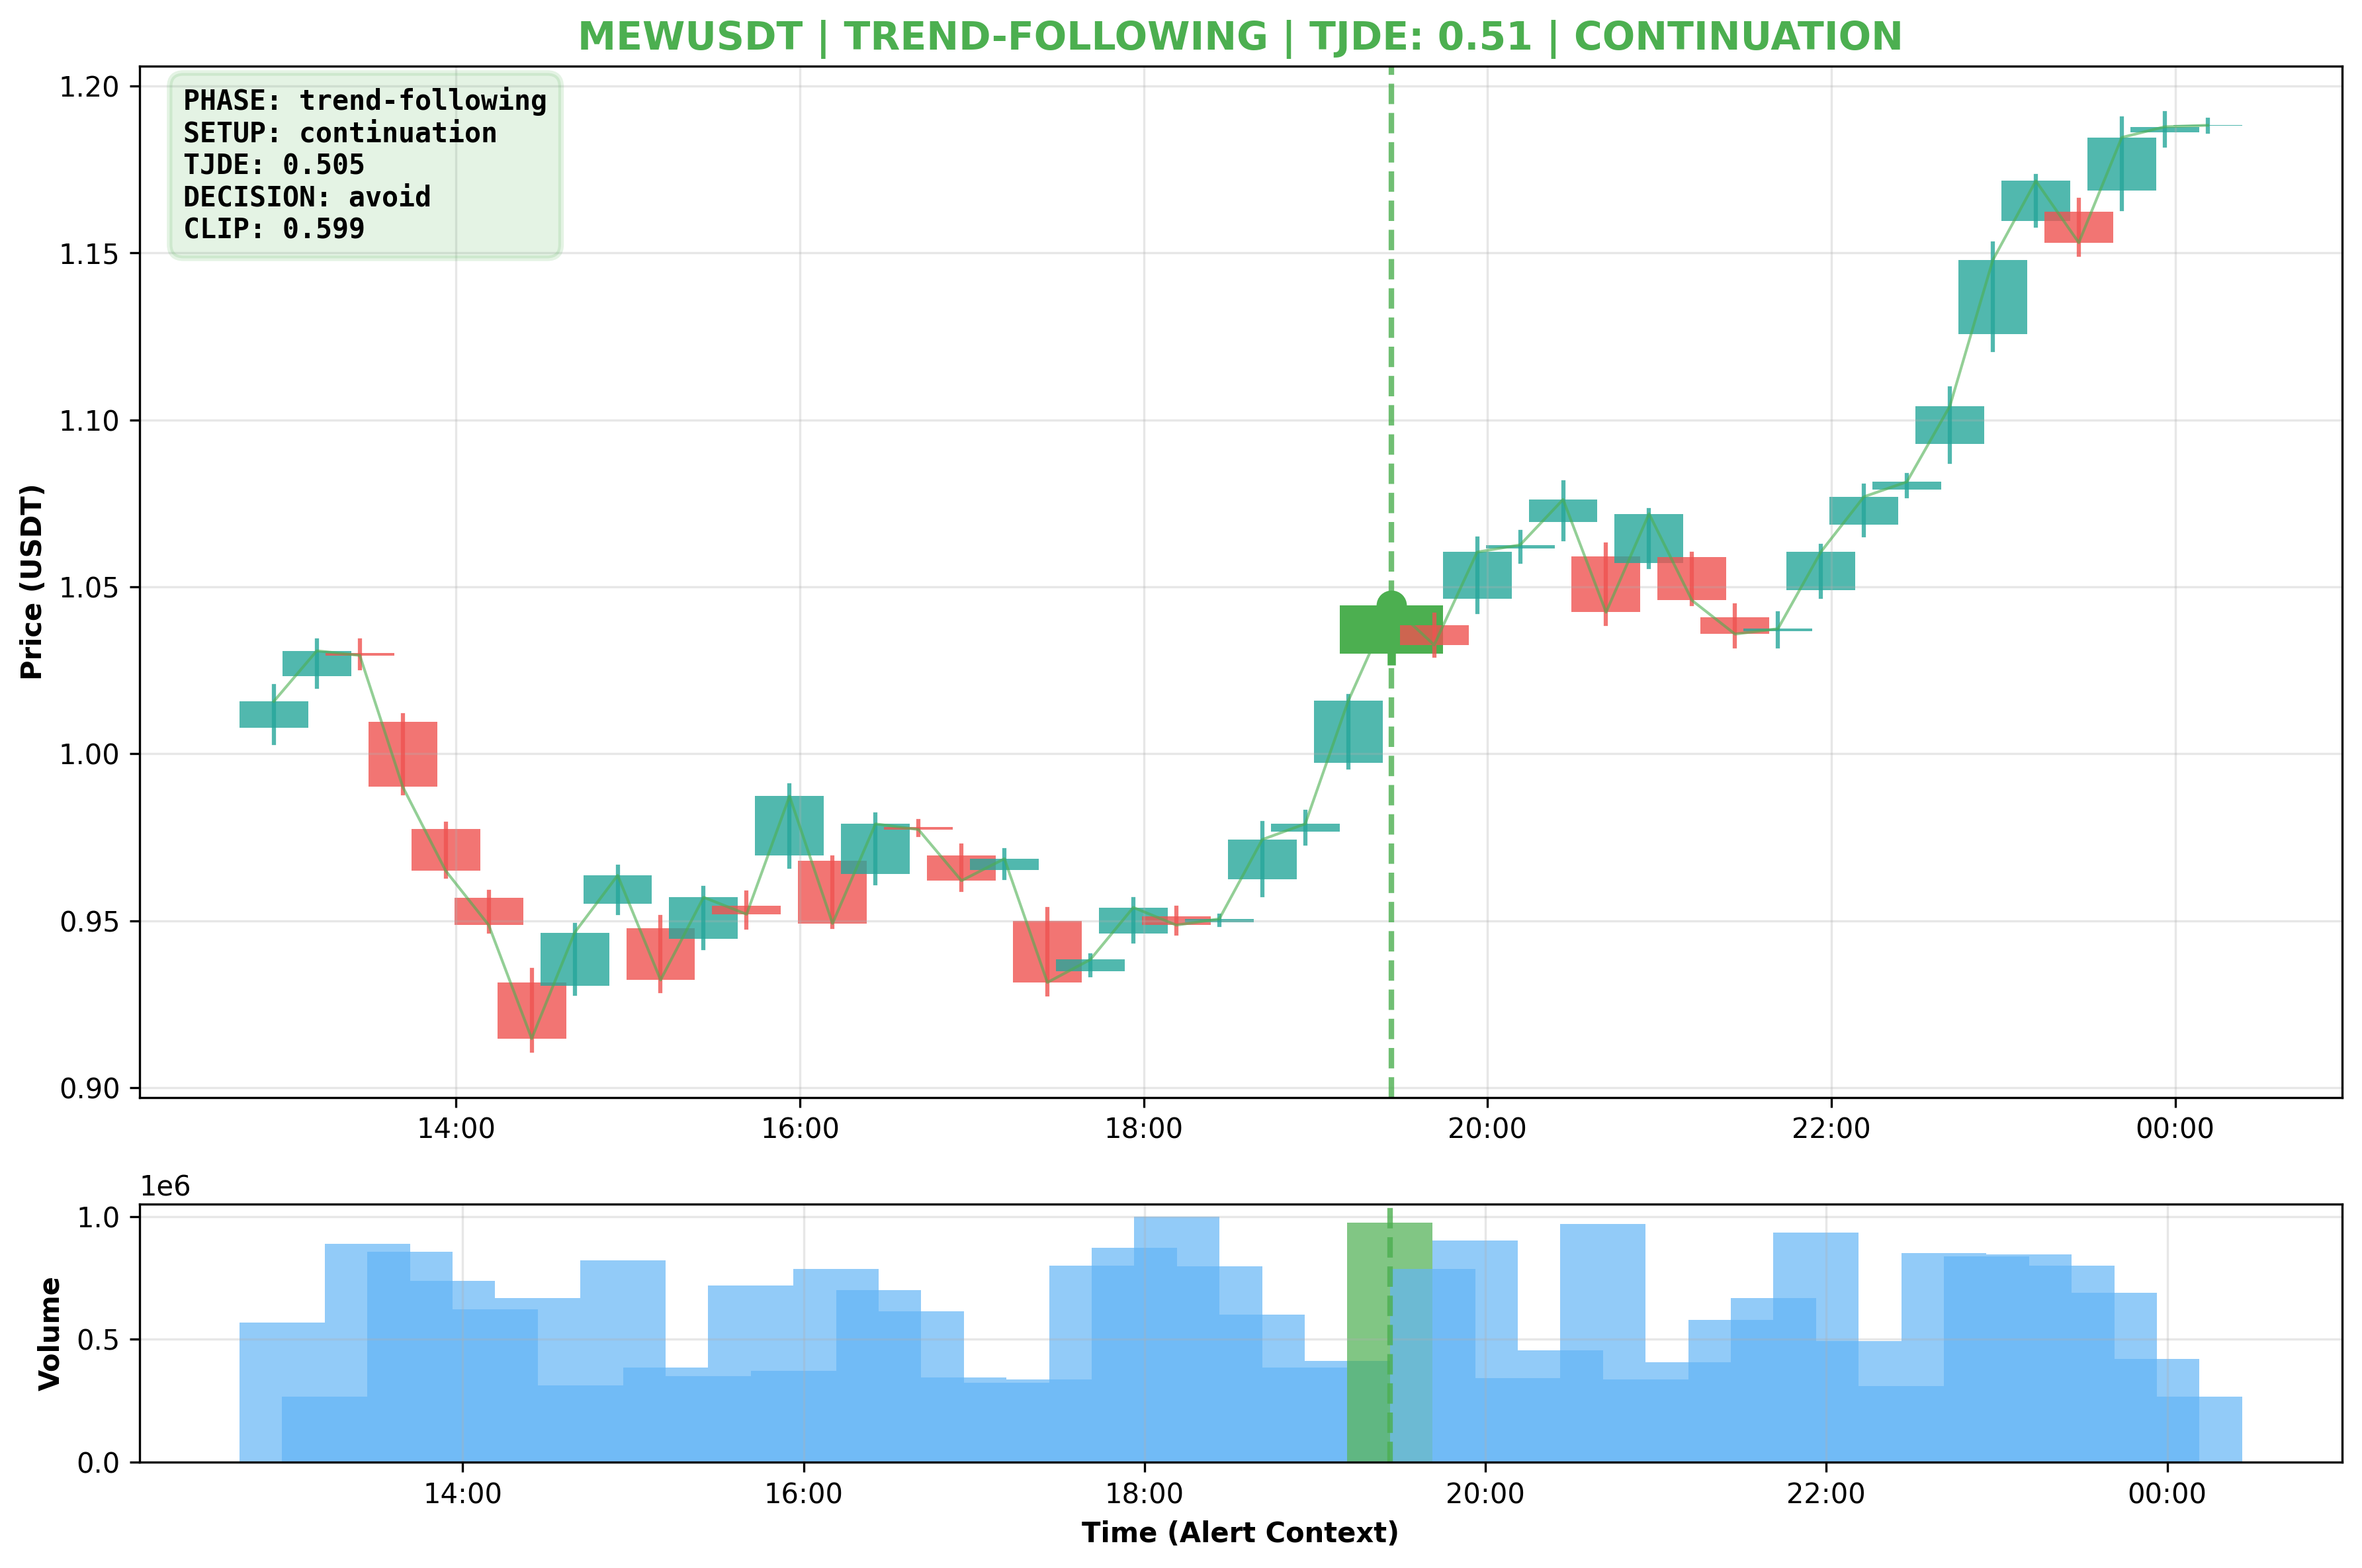 MEWUSDT | TREND-FOLLOWING | TJDE: 0.51 | CONTINUATION
PHASE: trend-following
SETUP: continuation
TJDE: 0.505
DECISION: avoid
CLIP: 0.599
Price (USDT)
1.20
1.15
1.10
1.05
1.00
0.95
0.90
14:00 16:00 18:00 20:00 22:00 00:00
1e6
Volume
1.0
0.5
0.0
14:00 16:00 18:00 20:00 22:00 00:00
Time (Alert Context)